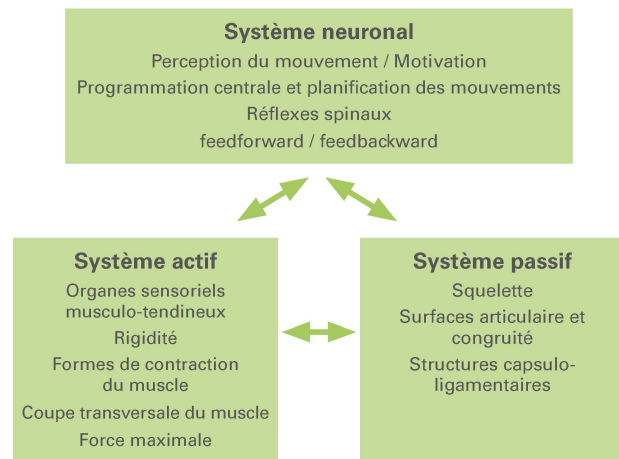 Système neuronal
Perception du mouvement / Motivation
Programmation centrale et planification des mouvements
Réflexes spinaux
feedforward / feedbackward
Système actif
Organes sensoriels
musculo-tendineux
Rigidité
Formes de contraction
du muscle
Coupe transversale du muscle
Force maximale
Système passif
Squelette
Surfaces articulaire et
congruité
Structures capsulo-
ligamentaires